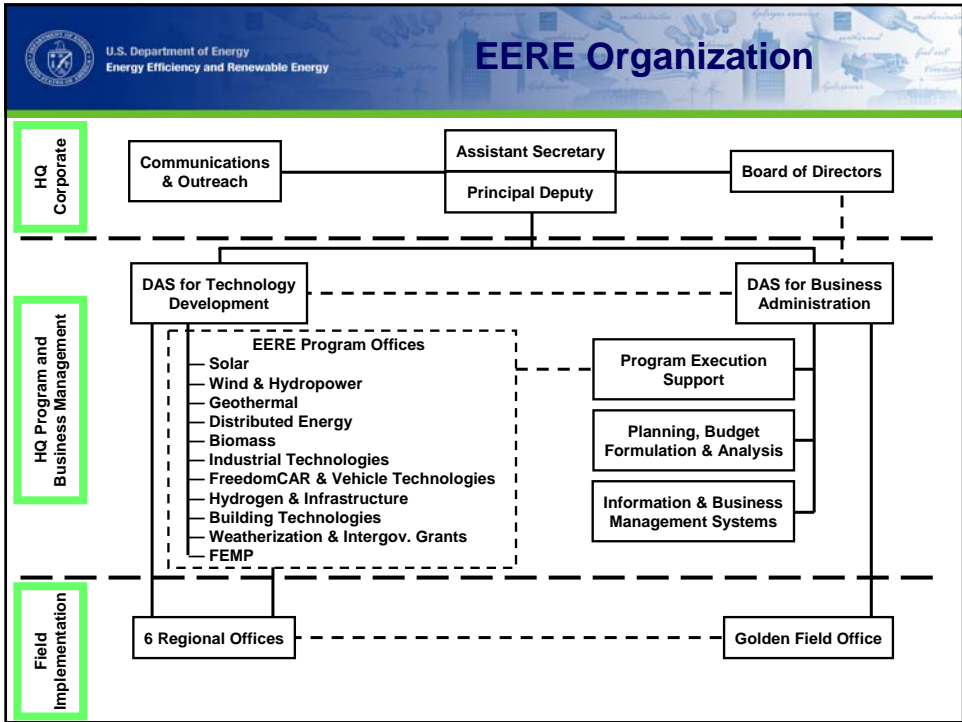 U.S. Department of Energy
Energy Efficiency and Renewable Energy
EERE Organization
HQ
Corporate
Communications
& Outreach
Assistant Secretary
Principal Deputy
Board of Directors
HQ Program and
Business Management
DAS for Technology
Development
DAS for Business
Administration
EERE Program Offices
Solar
Wind & Hydropower
Geothermal
Distributed Energy
Biomass
Industrial Technologies
FreedomCAR & Vehicle Technologies
Hydrogen & Infrastructure
Building Technologies
Weatherization & Intergov. Grants
FEMP
Program Execution
Support
Planning, Budget
Formulation & Analysis
Information & Business
Management Systems
Field
Implementation
6 Regional Offices
Golden Field Office